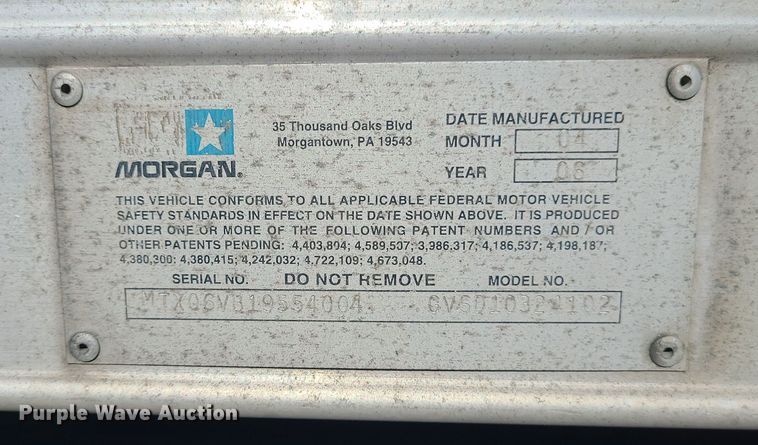 MORGAN.
35 Thousand Oaks Blvd
Morgantown, PA 19543
DATE MANUFACTURED
MONTH 04
YEAR 06
THIS VEHICLE CONFORMS TO ALL APPLICABLE FEDERAL MOTOR VEHICLE
SAFETY STANDARDS IN EFFECT ON THE DATE SHOWN ABOVE. IT IS PRODUCED
UNDER ONE OR MORE OF THE FOLLOWING PATENT NUMBERS AND / OR
OTHER PATENTS PENDING: 4,403,804; 4,589,507; 3,986,317; 4,186,537; 4,198,187;
4,380,300; 4,380,415; 4,242,032; 4,722,109; 4,673,048.
SERIAL NO. DO NOT REMOVE MODEL NO.
Purple Wave Auction